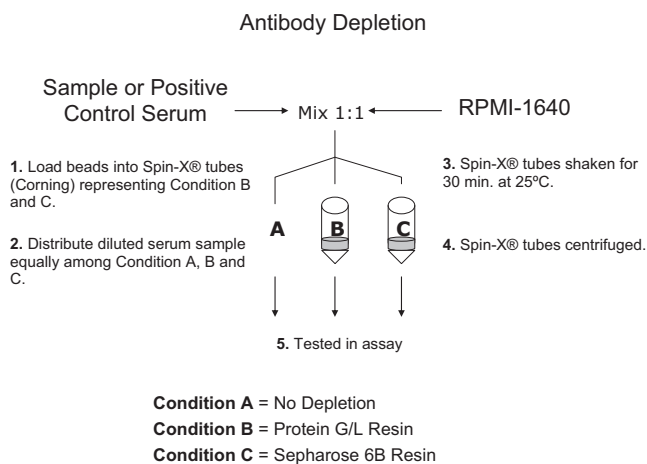 Antibody Depletion
Sample or Positive
Control Serum
Mix 1:1
RPMI-1640
1. Load beads into Spin-X® tubes
(Corning) representing Condition B
and C.
2. Distribute diluted serum sample
equally among Condition A, B and
C.
A
B
C
3. Spin-X® tubes shaken for
30 min. at 25ºC.
4. Spin-X® tubes centrifuged.
5. Tested in assay
Condition A = No Depletion
Condition B = Protein G/L Resin
Condition C = Sepharose 6B Resin